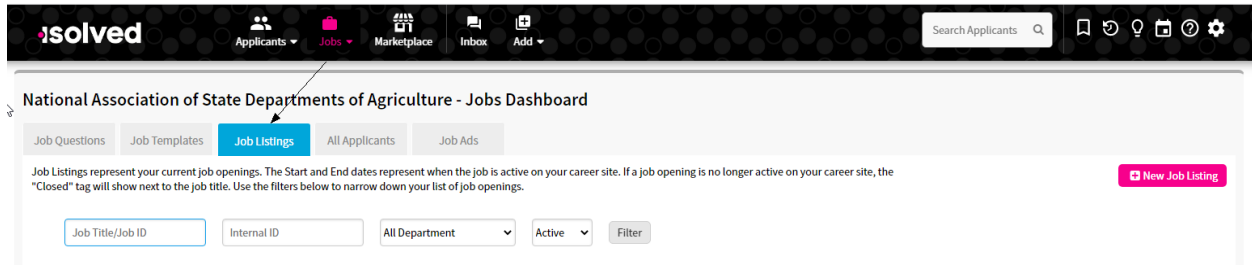 isolved
Applicants Jobs Marketplace Inbox Add Search Applicants
National Association of State Departments of Agriculture - Jobs Dashboard
Job Questions Job Templates Job Listings All Applicants Job Ads
Job Listings represent your current job openings. The Start and End dates represent when the job is active on your career site. If a job opening is no longer active on your career site, the
"Closed" tag will show next to the job title. Use the filters below to narrow down your list of job openings.
New Job Listing
Job Title/Job ID Internal ID All Department Active Filter